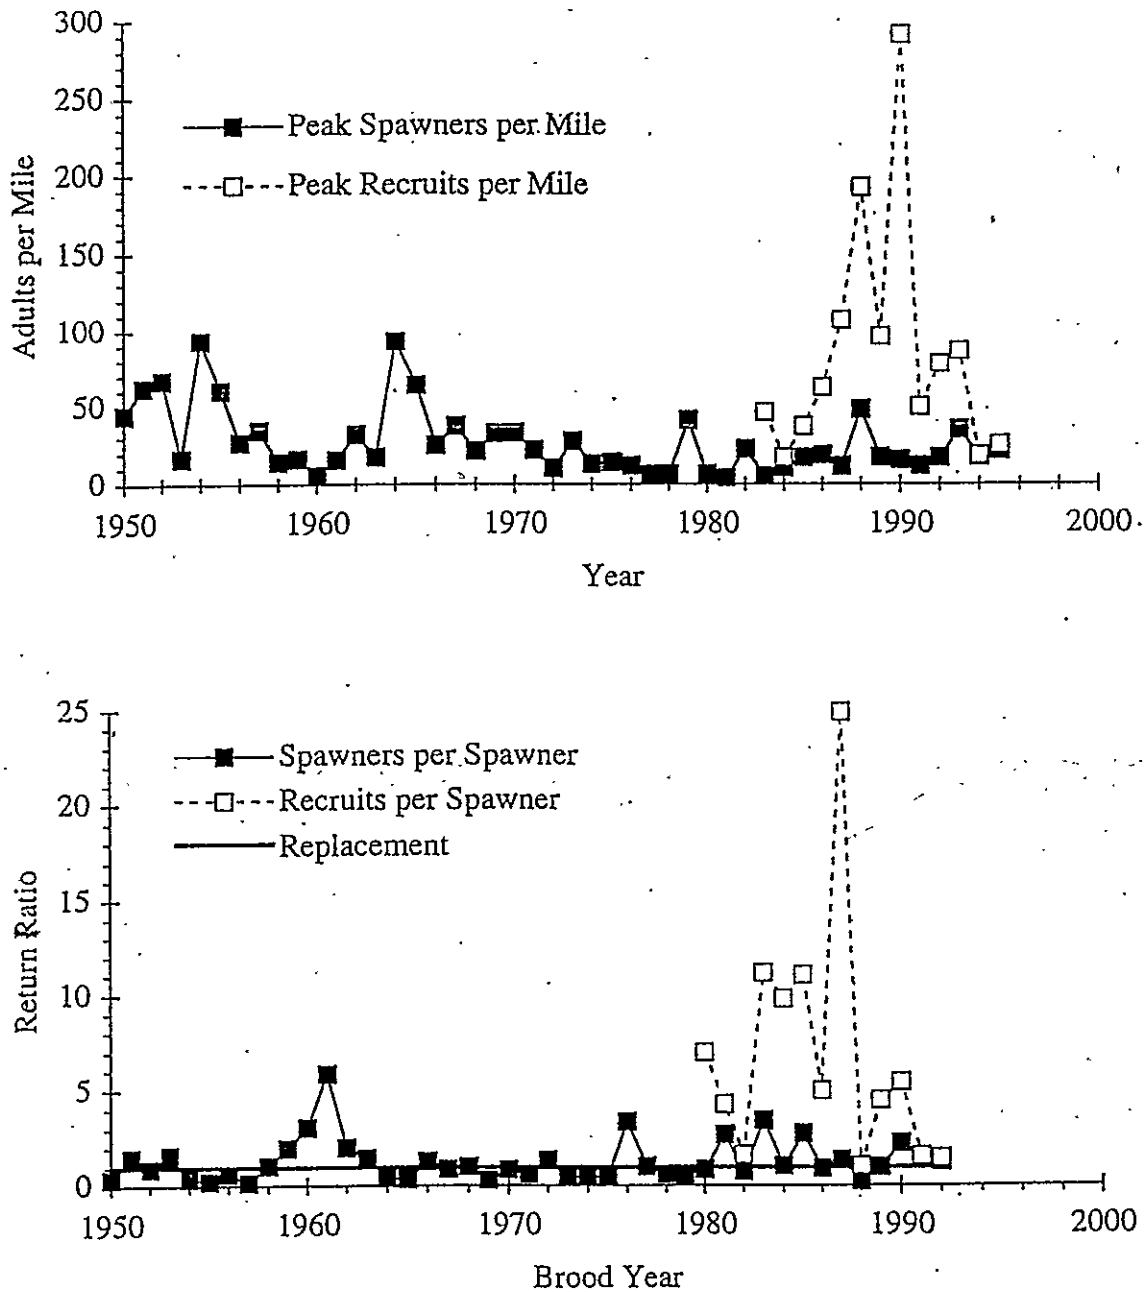 300
250
200
150
100
50
0
Adults per Mile
Peak Spawners per Mile
Peak Recruits per Mile
1950 1960 1970 1980 1990 2000
Year
25
20
15
10
5
0
Return Ratio
Spawners per Spawner
Recruits per Spawner
Replacement
1950 1960 1970 1980 1990 2000
Brood Year